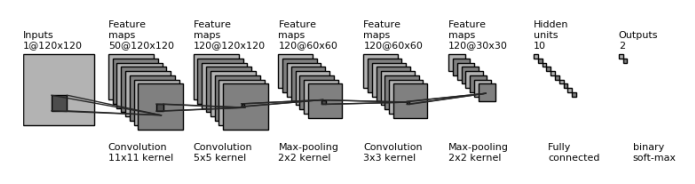 Inputs
1@120x120
Feature
maps
50@120x120
Feature
maps
120@120x120
Feature
maps
120@60x60
Feature
maps
120@60x60
Feature
maps
120@30x30
Hidden
units
10
Outputs
2
Convolution
11x11 kernel
Convolution
5x5 kernel
Max-pooling
2x2 kernel
Convolution
3x3 kernel
Max-pooling
2x2 kernel
Fully
connected
binary
soft-max